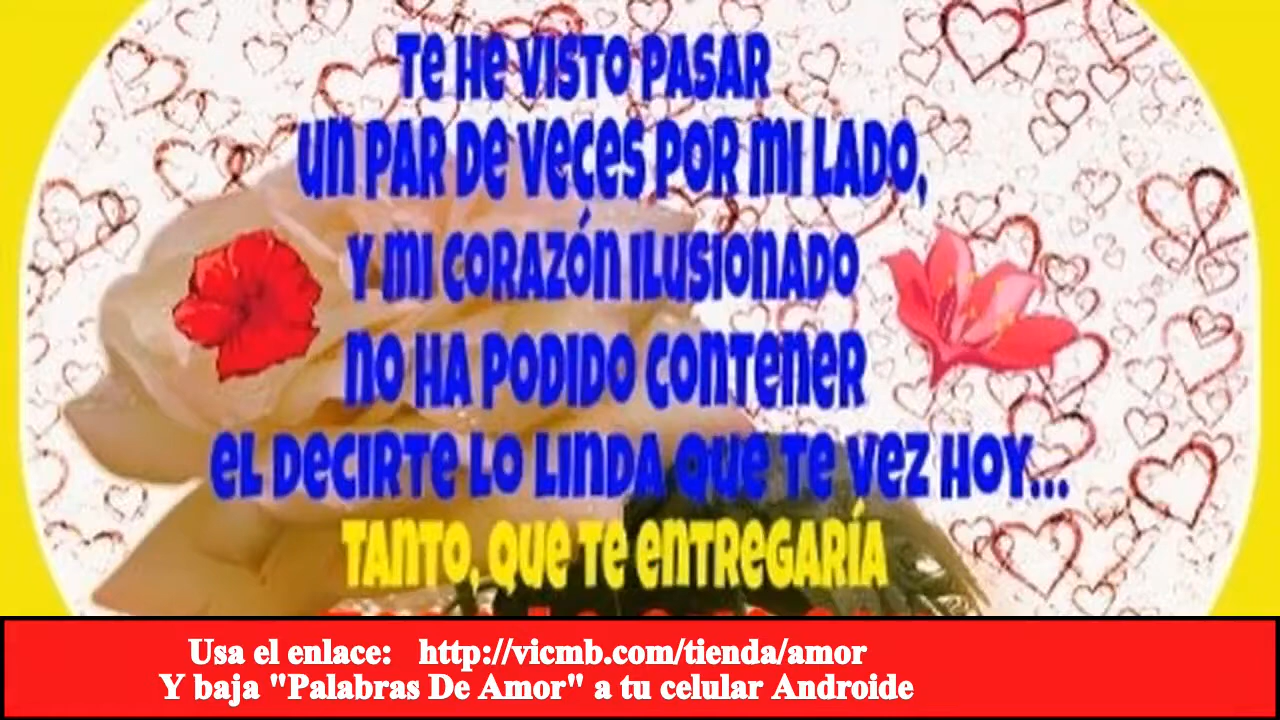 Te he visto pasar
un par de veces por mi lado,
y mi corazón ilusionado
no ha podido contener
el decirte lo linda que te vez hoy...
Tanto, que te entregaría
Usa el enlace: http://vicmb.com/tienda/amor
Y baja "Palabras De Amor" a tu celular Androide